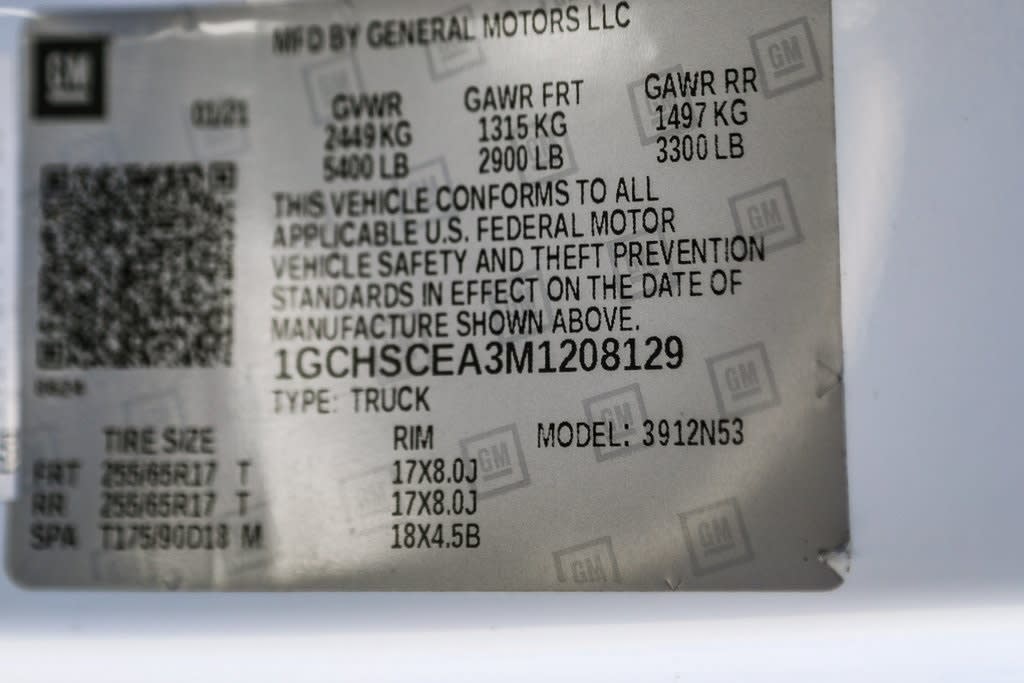 MFD BY GENERAL MOTORS LLC
GM
01/21
GVWR GAWR FRT GAWR RR
2449 KG 1315 KG 1497 KG
5400 LB 2900 LB 3300 LB
THIS VEHICLE CONFORMS TO ALL
APPLICABLE U.S. FEDERAL MOTOR
VEHICLE SAFETY AND THEFT PREVENTION
STANDARDS IN EFFECT ON THE DATE OF
MANUFACTURE SHOWN ABOVE.
1GCHSCEA3M1208129
TYPE: TRUCK
TIRE SIZE RIM MODEL: 3912N53
FRT 255/65R17 T 17X8.0J
RR 255/65R17 T 17X8.0J
SPA T175/90D18 M 18X4.5B